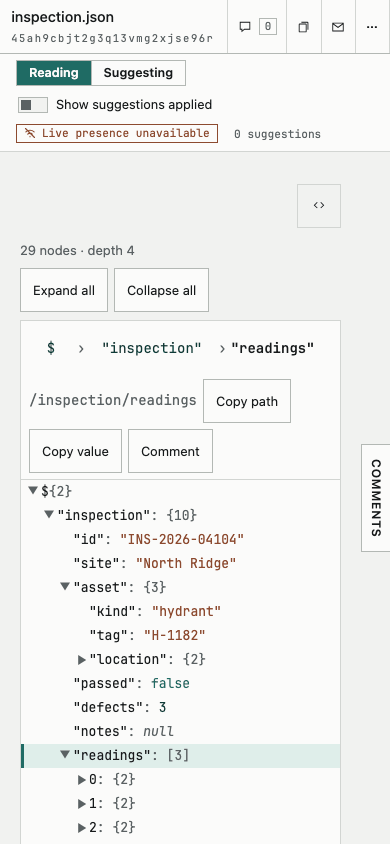 inspection.json
45ah9cbjt2g3q13vmg2xjse96r
0
Reading Suggesting
Show suggestions applied
Live presence unavailable 0 suggestions
29 nodes · depth 4
Expand all Collapse all
$ › "inspection" › "readings"
/inspection/readings Copy path
Copy value Comment
COMMENTS
${2}
"inspection": {10}
"id": "INS-2026-04104"
"site": "North Ridge"
"asset": {3}
"kind": "hydrant"
"tag": "H-1182"
"location": {2}
"passed": false
"defects": 3
"notes": null
"readings": [3]
0: {2}
1: {2}
2: {2}